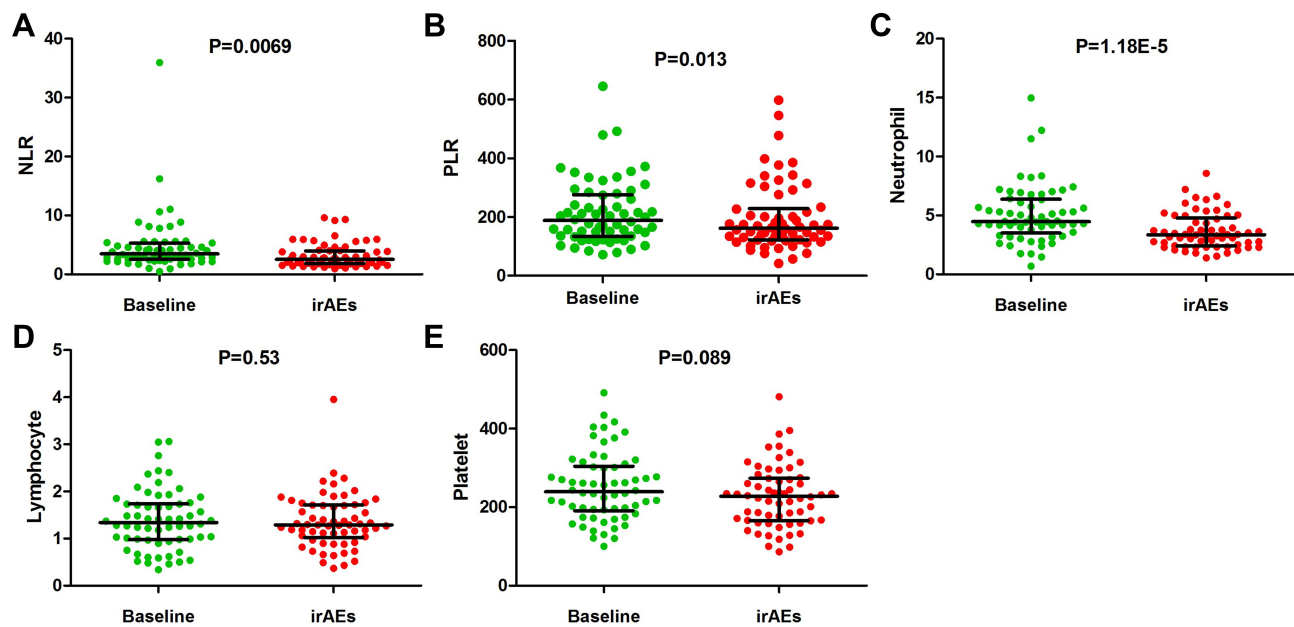 A
P=0.0069
NLR
40
30
20
10
0
Baseline
irAEs
B
P=0.013
PLR
800
600
400
200
0
Baseline
irAEs
C
P=1.18E-5
Neutrophil
20
15
10
5
0
Baseline
irAEs
D
P=0.53
Lymphocyte
5
4
3
2
1
0
Baseline
irAEs
E
P=0.089
Platelet
600
400
200
0
Baseline
irAEs